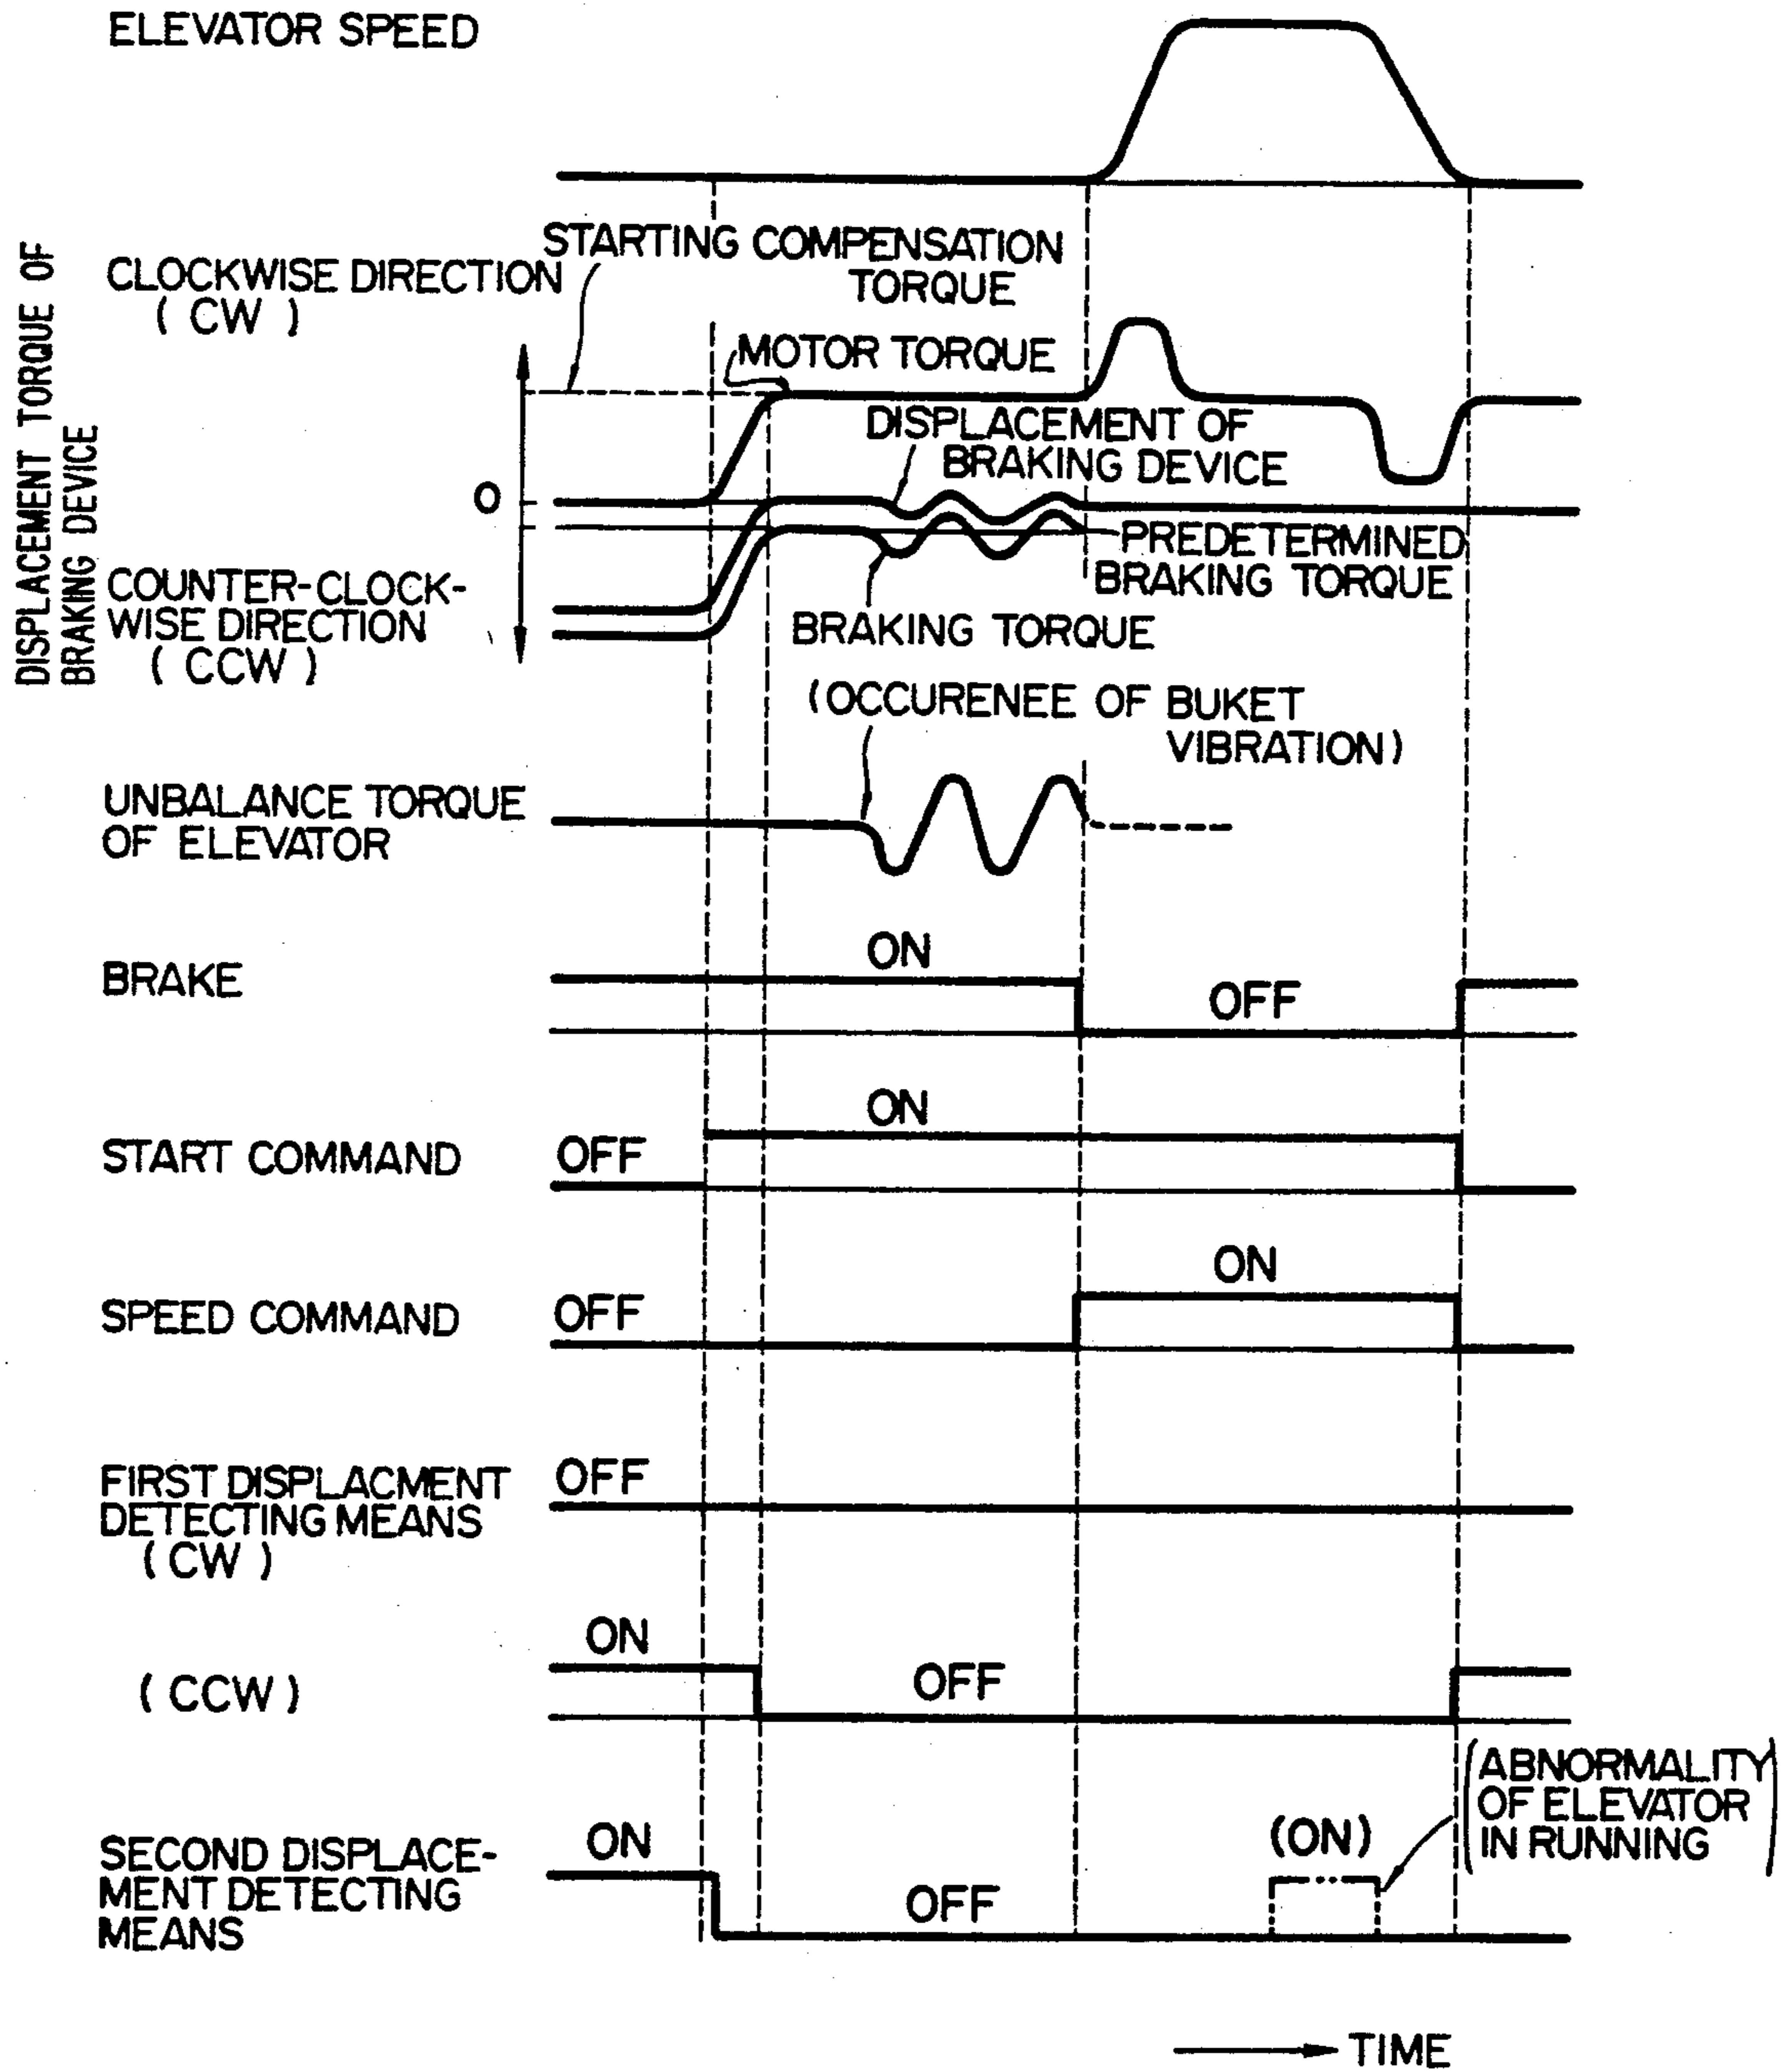 ELEVATOR SPEED
DISPLACEMENT TORQUE OF
BRAKING DEVICE
CLOCKWISE DIRECTION
( CW )
STARTING COMPENSATION
TORQUE
MOTOR TORQUE
DISPLACEMENT OF
BRAKING DEVICE
0
PREDETERMINED
BRAKING TORQUE
COUNTER-CLOCK-
WISE DIRECTION
( CCW )
BRAKING TORQUE
(OCCURENEE OF BUKET
VIBRATION)
UNBALANCE TORQUE
OF ELEVATOR
BRAKE
ON
OFF
START COMMAND
OFF
ON
SPEED COMMAND
OFF
ON
FIRST DISPLACMENT
DETECTING MEANS
( CW )
OFF
( CCW )
ON
OFF
SECOND DISPLACE-
MENT DETECTING
MEANS
ON
OFF
(ON)
(ABNORMALITY
OF ELEVATOR
IN RUNNING)
TIME